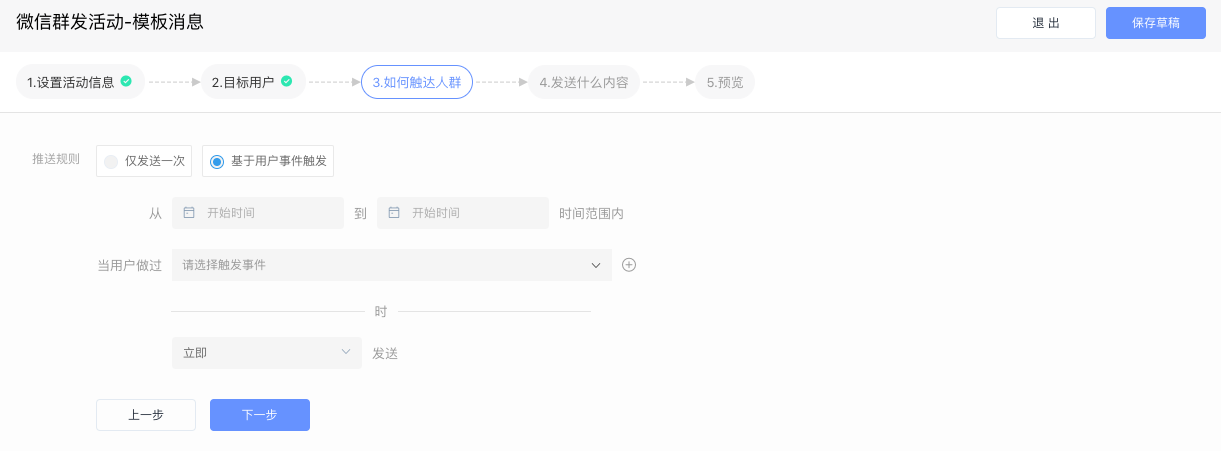 微信群发活动-模板消息
退 出
保存草稿
1.设置活动信息
2.目标用户
3.如何触达人群
4.发送什么内容
5.预览
推送规则
仅发送一次
基于用户事件触发
从
开始时间
到
开始时间
时间范围内
当用户做过
请选择触发事件
时
立即
发送
上一步
下一步